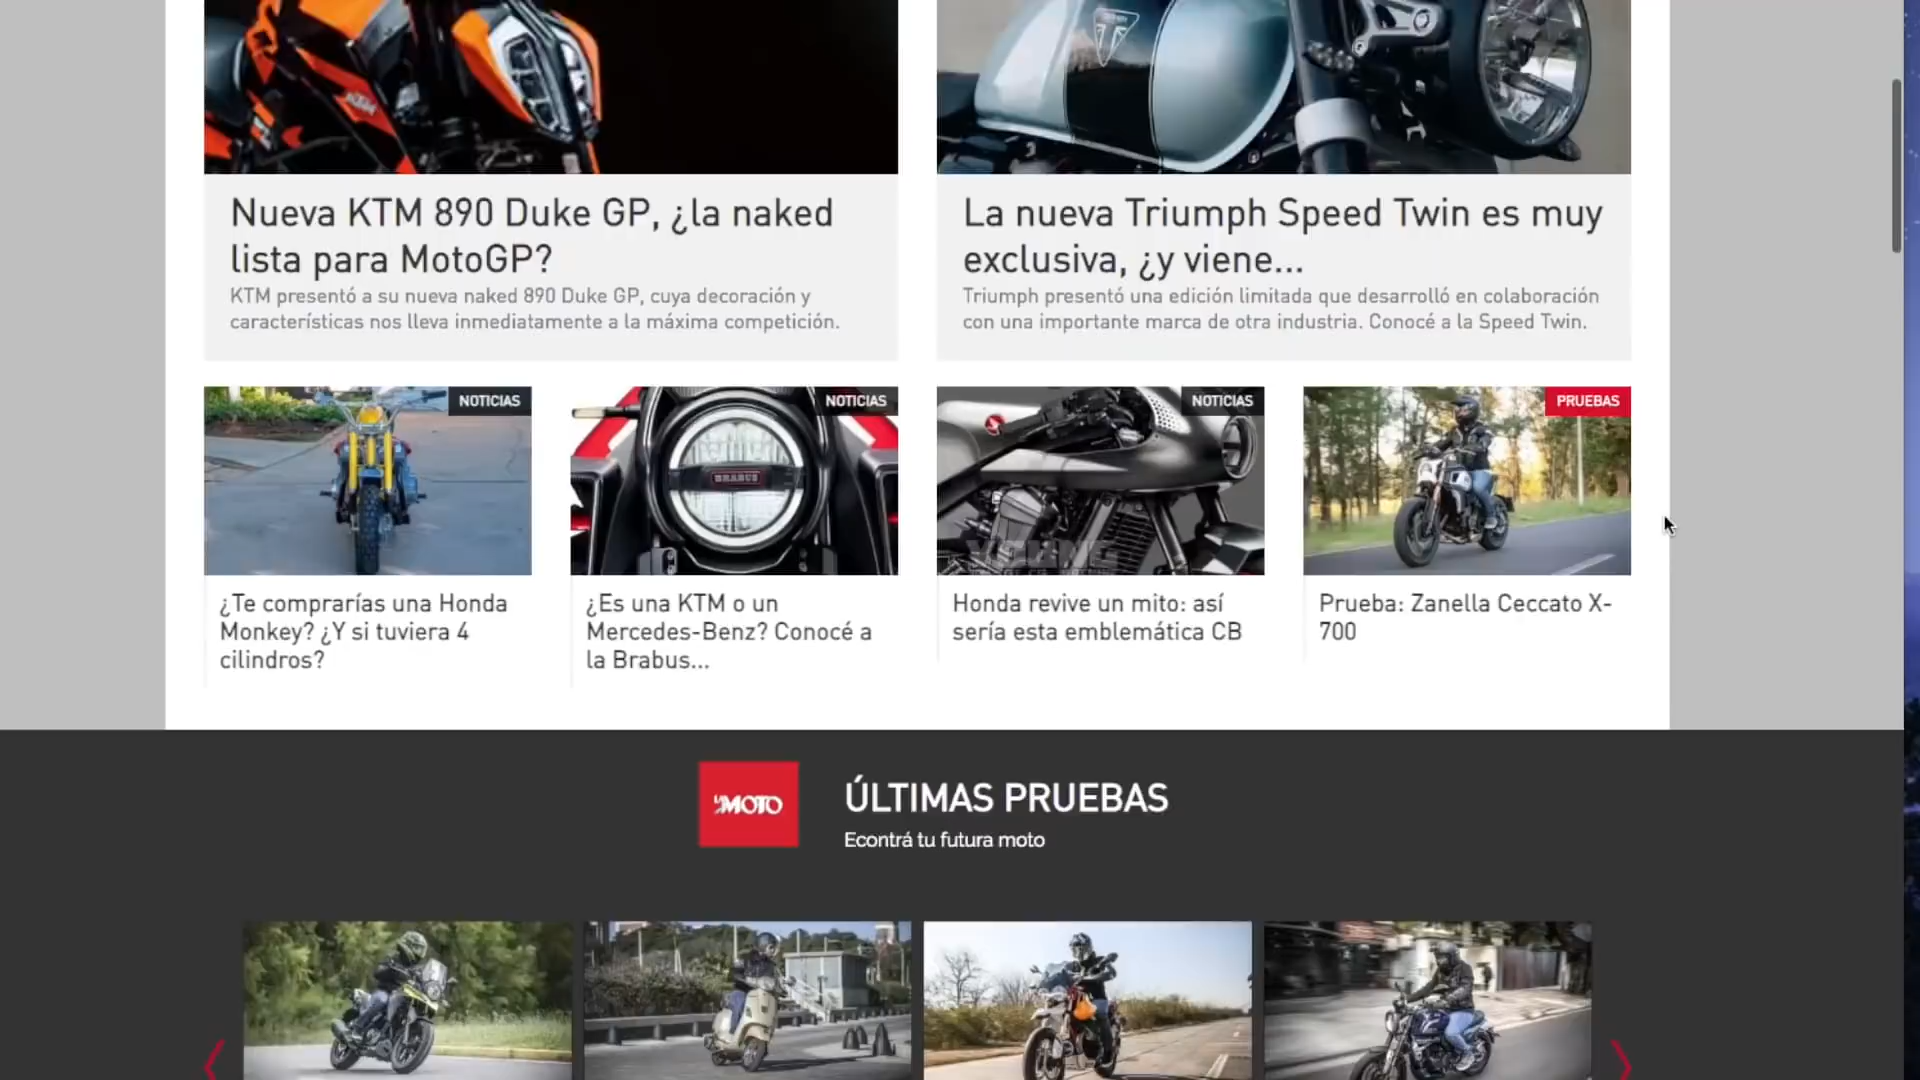 KTM
Nueva KTM 890 Duke GP, ¿la naked
lista para MotoGP?
KTM presentó a su nueva naked 890 Duke GP, cuya decoración y
características nos lleva inmediatamente a la máxima competición.
La nueva Triumph Speed Twin es muy
exclusiva, ¿y viene...
Triumph presentó una edición limitada que desarrolló en colaboración
con una importante marca de otra industria. Conocé a la Speed Twin.
NOTICIAS
¿Te comprarías una Honda
Monkey? ¿Y si tuviera 4
cilindros?
NOTICIAS
BRABUS
¿Es una KTM o un
Mercedes-Benz? Conocé a
la Brabus...
NOTICIAS
YOUNG
Honda revive un mito: así
sería esta emblemática CB
PRUEBAS
Prueba: Zanella Ceccato X-
700
LA MOTO
ÚLTIMAS PRUEBAS
Econtrá tu futura moto